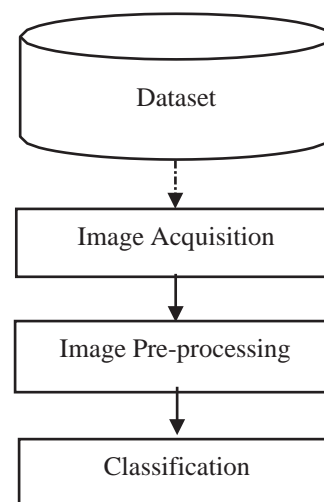 Dataset
Image Acquisition
Image Pre-processing
Classification